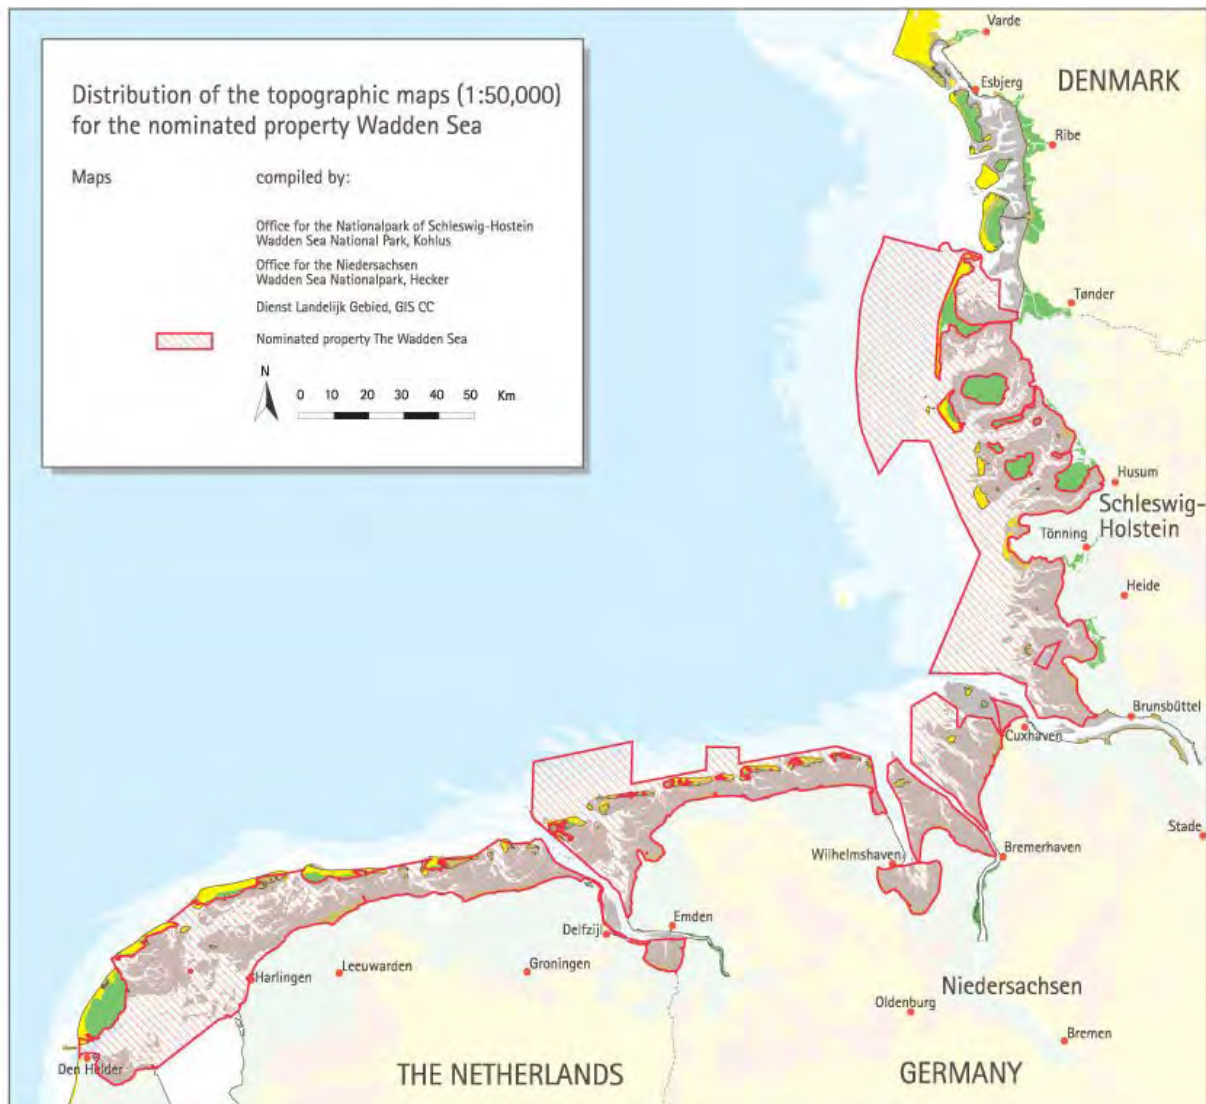 Distribution of the topographic maps (1:50,000)
for the nominated property Wadden Sea
Maps
compiled by:
Office for the Nationalpark of Schleswig-Hostein
Wadden Sea National Park, Kohlus
Office for the Niedersachsen
Wadden Sea Nationalpark, Hecker
Dienst Landelijk Gebied, GIS CC
Nominated property The Wadden Sea
N
0 10 20 30 40 50 Km
Varde
DENMARK
Esbjerg
Ribe
Tønder
Husum
Schleswig-
Holstein
Tönning
Heide
Brunsbüttel
Cuxhaven
Stade
Wilhelmshaven
Bremerhaven
Emden
Delfzijl
Groningen
Leeuwarden
Harlingen
Niedersachsen
Oldenburg
Bremen
Den Helder
THE NETHERLANDS
GERMANY